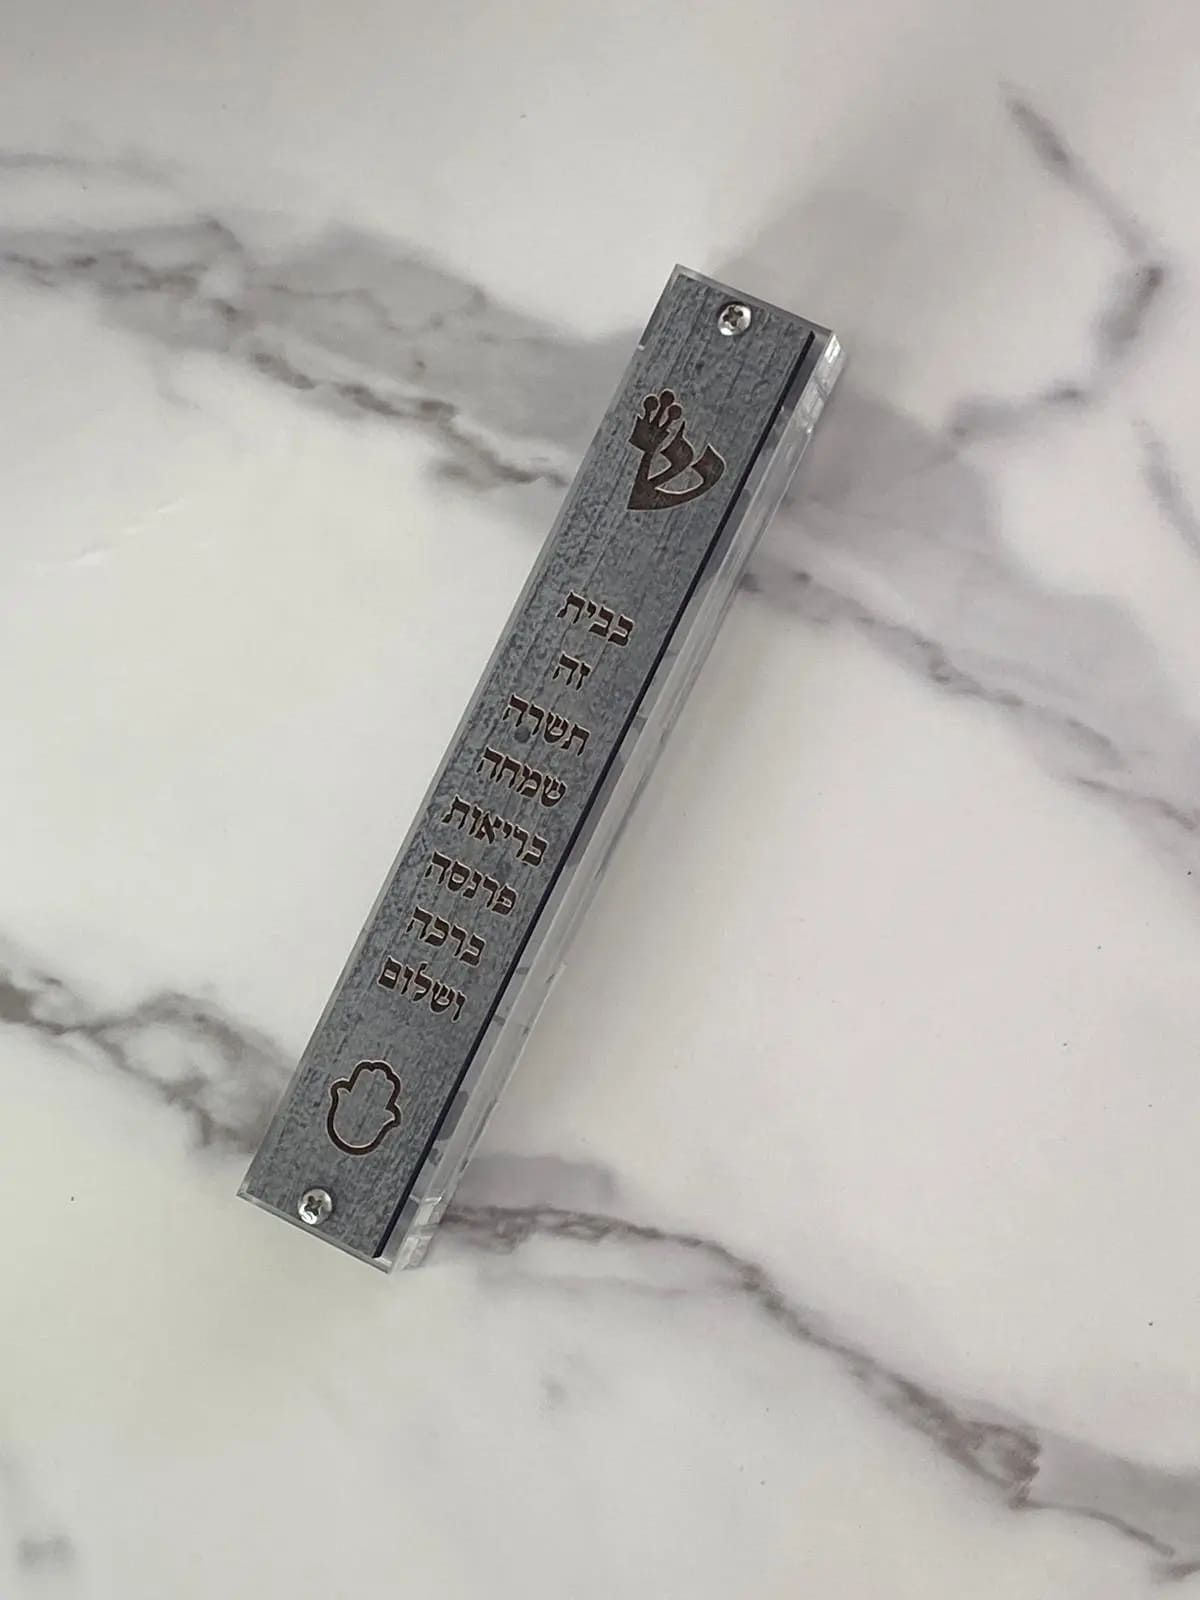 ש
בבית
זה
תשרה
שמחה
בריאות
פרנסה
ברכה
ושלום